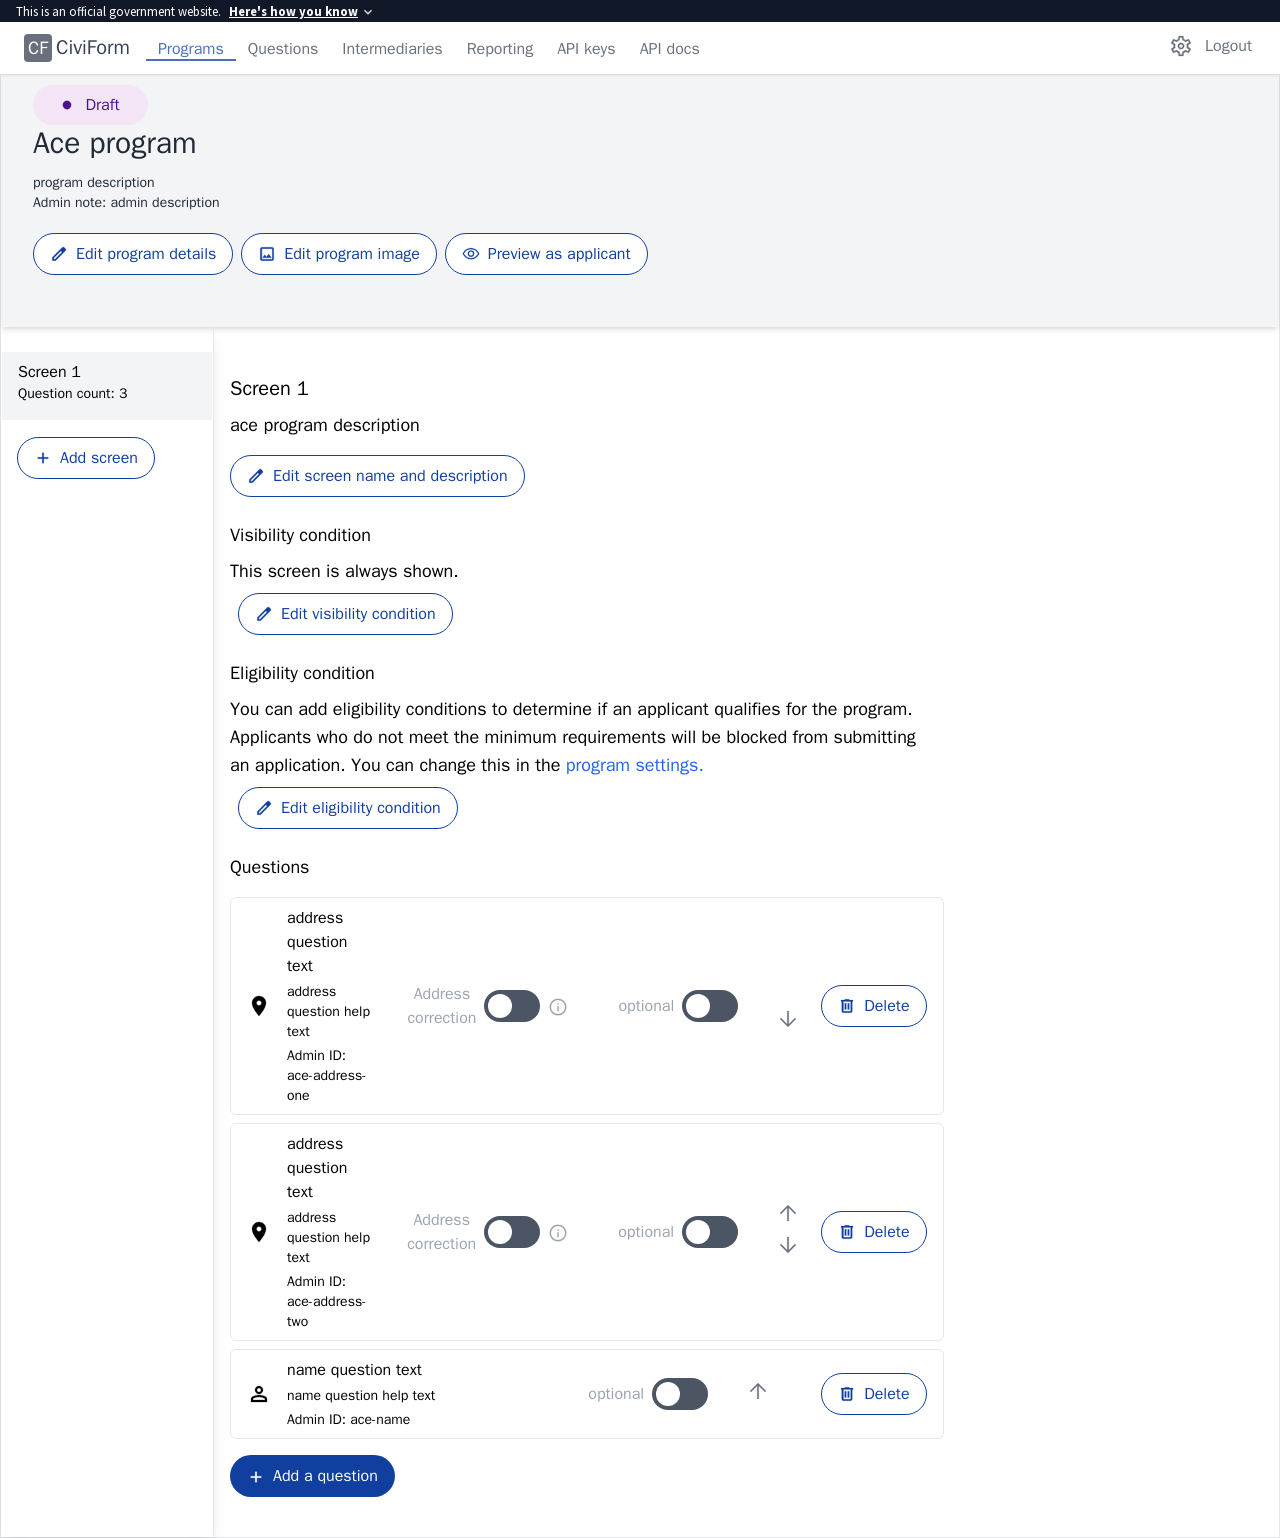 This is an official government website. Here's how you know
CF CiviForm Programs Questions Intermediaries Reporting API keys API docs Logout
Draft
Ace program
program description
Admin note: admin description
Edit program details Edit program image Preview as applicant
Screen 1
Question count: 3
Add screen
Screen 1
ace program description
Edit screen name and description
Visibility condition
This screen is always shown.
Edit visibility condition
Eligibility condition
You can add eligibility conditions to determine if an applicant qualifies for the program.
Applicants who do not meet the minimum requirements will be blocked from submitting
an application. You can change this in the program settings.
Edit eligibility condition
Questions
address
question
text
address
question help
text
Admin ID:
ace-address-
one
Address
correction
optional
Delete
address
question
text
address
question help
text
Admin ID:
ace-address-
two
Address
correction
optional
Delete
name question text
name question help text
Admin ID: ace-name
optional
Delete
Add a question